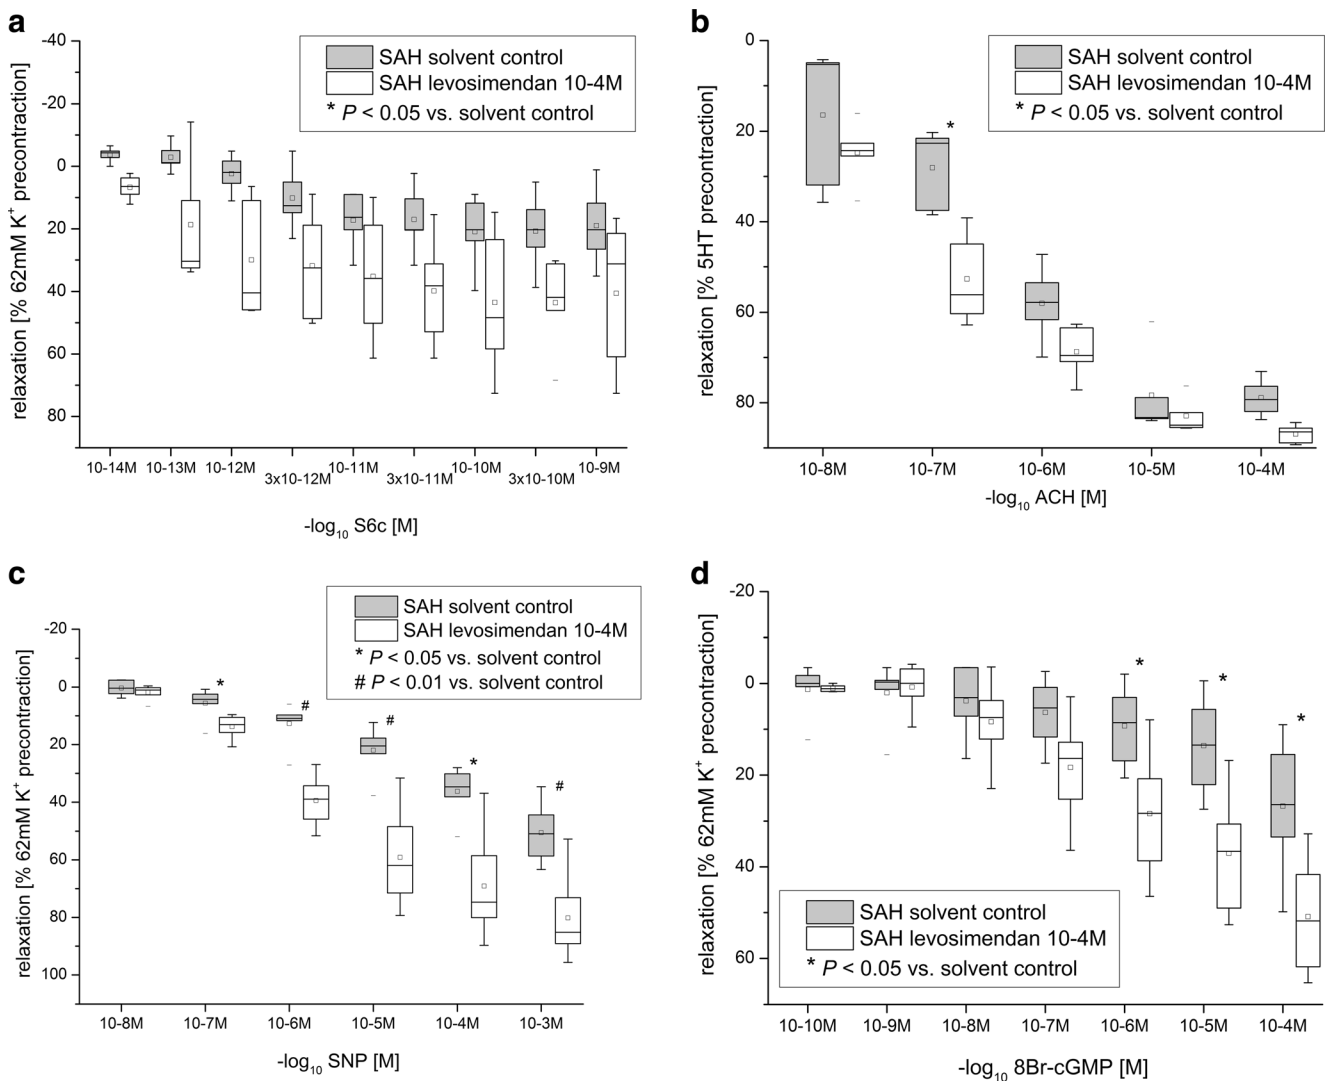 a
-40
-20
0
20
40
60
80
relaxation [% 62mM K⁺ precontraction]
SAH solvent control
SAH levosimendan 10-4M
* P < 0.05 vs. solvent control
10-14M 10-13M 10-12M 10-11M 10-10M 10-9M
3x10-12M 3x10-11M 3x10-10M
-log₁₀ S6c [M]
b
0
20
40
60
80
relaxation [% 5HT precontraction]
SAH solvent control
SAH levosimendan 10-4M
* P < 0.05 vs. solvent control
*
10-8M 10-7M 10-6M 10-5M 10-4M
-log₁₀ ACH [M]
c
-20
0
20
40
60
80
100
relaxation [% 62mM K⁺ precontraction]
SAH solvent control
SAH levosimendan 10-4M
* P < 0.05 vs. solvent control
# P < 0.01 vs. solvent control
* # # * #
10-8M 10-7M 10-6M 10-5M 10-4M 10-3M
-log₁₀ SNP [M]
d
-20
0
20
40
60
relaxation [% 62mM K⁺ precontraction]
* * *
SAH solvent control
SAH levosimendan 10-4M
* P < 0.05 vs. solvent control
10-10M 10-9M 10-8M 10-7M 10-6M 10-5M 10-4M
-log₁₀ 8Br-cGMP [M]